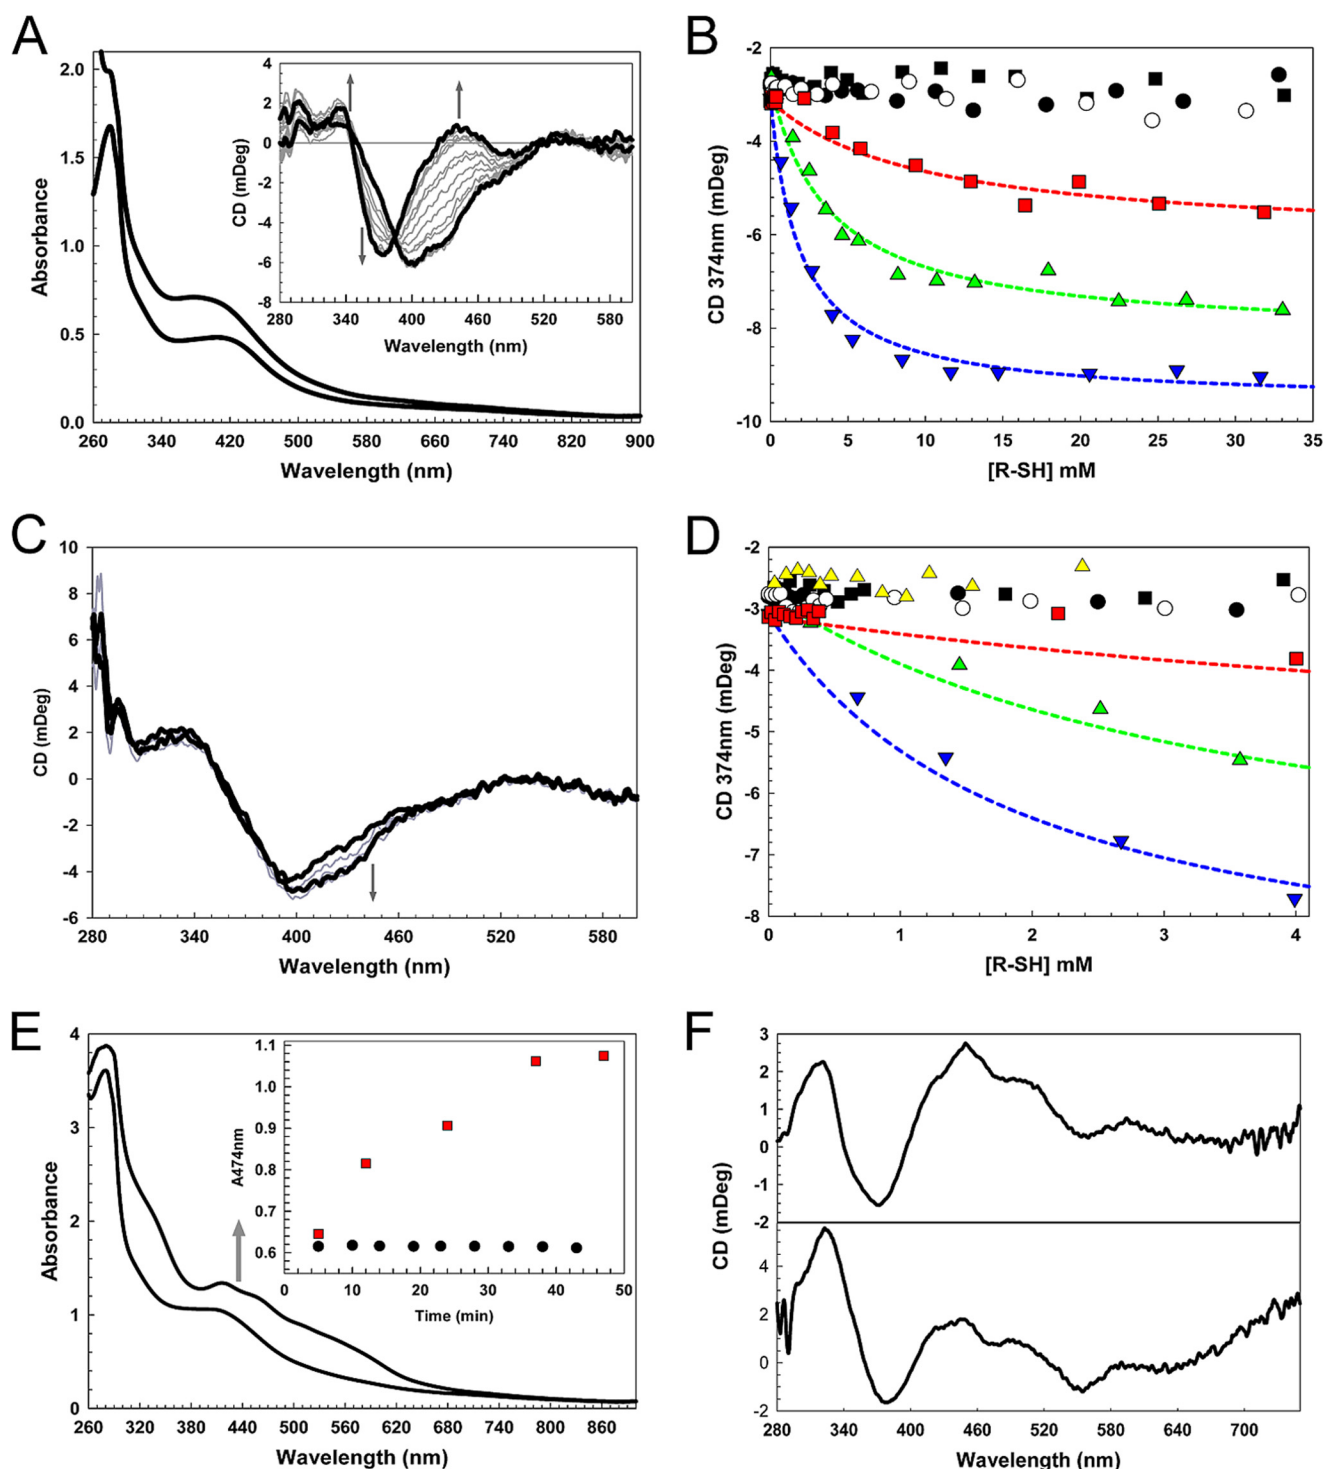 A
Absorbance
2.0
1.5
1.0
0.5
0.0
260 340 420 500 580 660 740 820 900
Wavelength (nm)
CD (mDeg)
4
2
0
-2
-4
-6
-8
280 340 400 460 520 580
Wavelength (nm)
B
CD 374nm (mDeg)
-2
-4
-6
-8
-10
0 5 10 15 20 25 30 35
[R-SH] mM
C
CD (mDeg)
10
8
6
4
2
0
-2
-4
-6
280 340 400 460 520 580
Wavelength (nm)
D
CD 374nm (mDeg)
-2
-3
-4
-5
-6
-7
-8
0 1 2 3 4
[R-SH] mM
E
Absorbance
4
3
2
1
0
260 320 380 440 500 560 620 680 740 800 860
Wavelength (nm)
A474nm
1.1
1.0
0.9
0.8
0.7
0.6
0 10 20 30 40 50
Time (min)
F
CD (mDeg)
3
2
1
0
-1
-2
4
2
0
-2
280 340 400 460 520 580 640 700
Wavelength (nm)